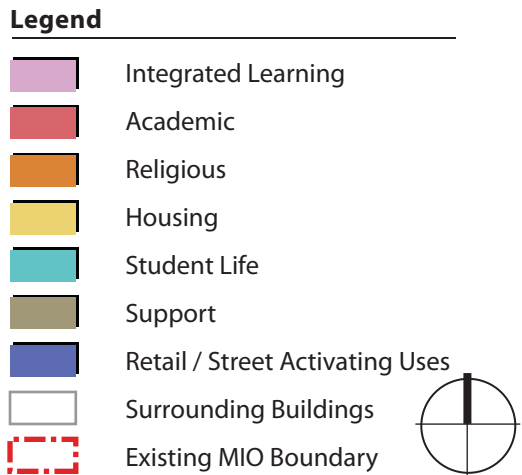 Legend
Integrated Learning
Academic
Religious
Housing
Student Life
Support
Retail / Street Activating Uses
Surrounding Buildings
Existing MIO Boundary